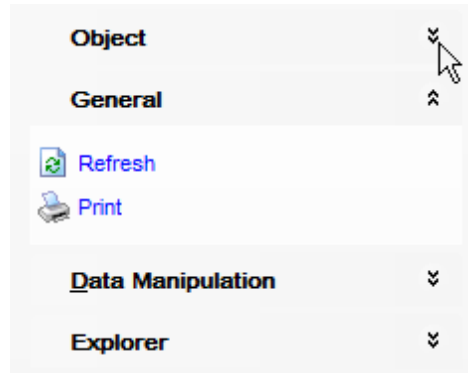 Object
General
Refresh
Print
Data Manipulation
Explorer